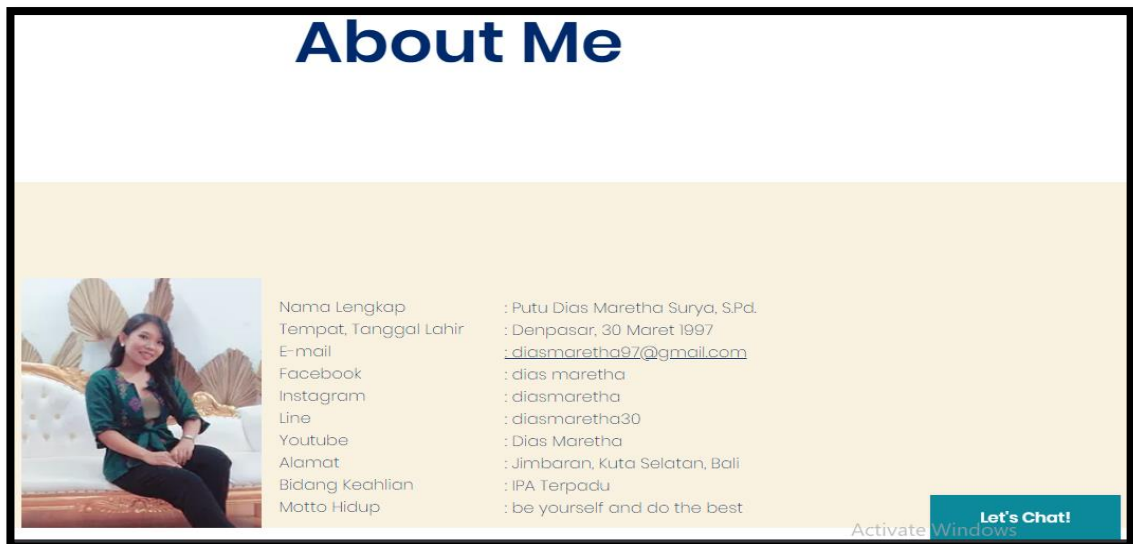 About Me
Nama Lengkap : Putu Dias Maretha Surya, S.Pd.
Tempat, Tanggal Lahir : Denpasar, 30 Maret 1997
E-mail : diasmaretha97@gmail.com
Facebook : dias maretha
Instagram : diasmaretha
Line : diasmaretha30
Youtube : Dias Maretha
Alamat : Jimbaran, Kuta Selatan, Bali
Bidang Keahlian : IPA Terpadu
Motto Hidup : be yourself and do the best
Let's Chat!
Activate Windows